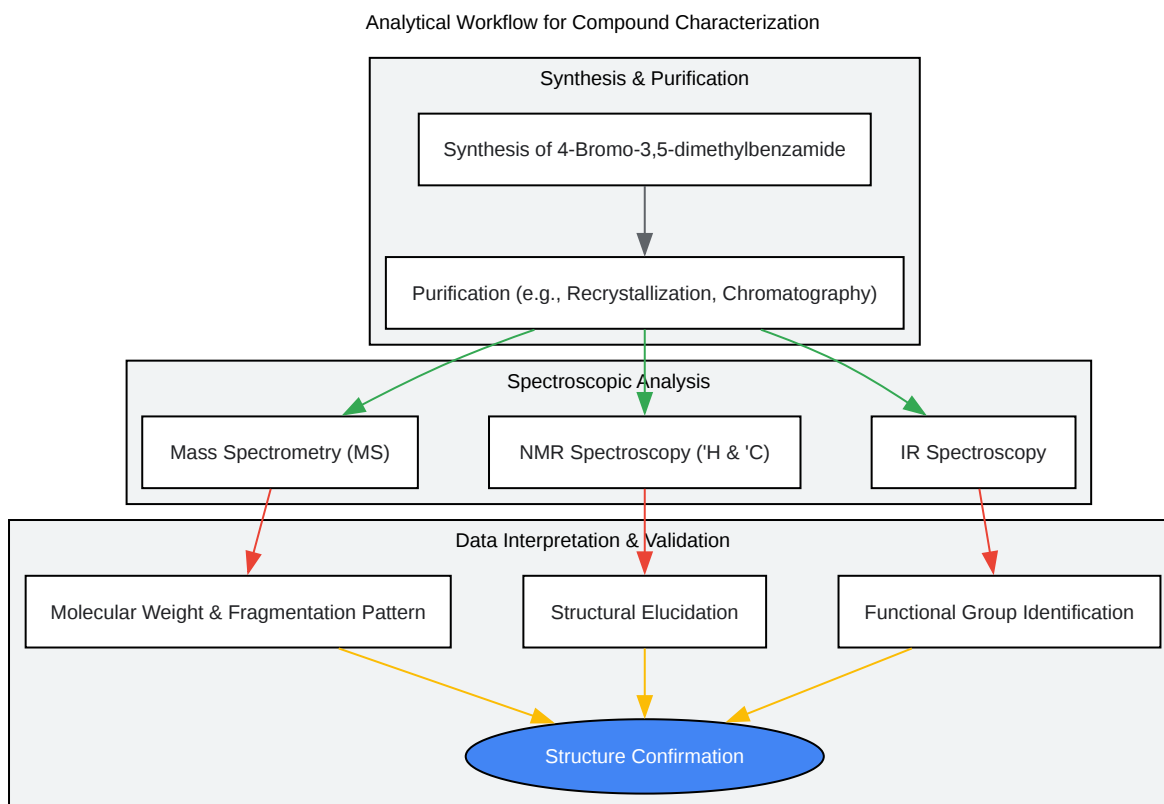 Analytical Workflow for Compound Characterization
Synthesis & Purification
Synthesis of 4-Bromo-3,5-dimethylbenzamide
Purification (e.g., Recrystallization, Chromatography)
Spectroscopic Analysis
Mass Spectrometry (MS)
NMR Spectroscopy ('H & 'C)
IR Spectroscopy
Data Interpretation & Validation
Molecular Weight & Fragmentation Pattern
Structural Elucidation
Functional Group Identification
Structure Confirmation